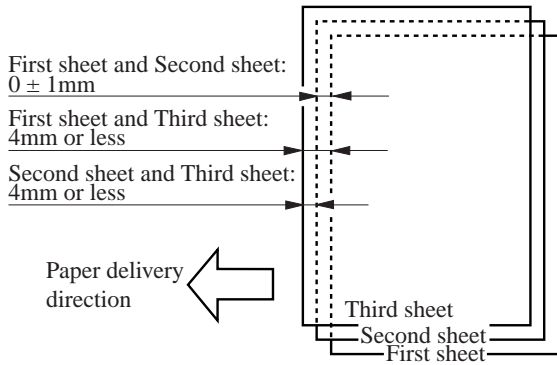 First sheet and Second sheet:
0 ± 1mm
First sheet and Third sheet:
4mm or less
Second sheet and Third sheet:
4mm or less
Paper delivery
direction
Third sheet
Second sheet
First sheet